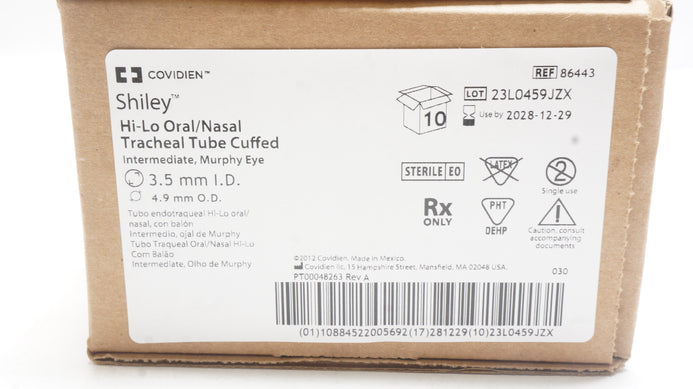 COVIDIEN™
Shiley™
Hi-Lo Oral/Nasal
Tracheal Tube Cuffed
Intermediate, Murphy Eye
3.5 mm I.D.
4.9 mm O.D.
Tubo endotraqueal Hi-Lo oral/
nasal, con balón
Intermedio, ojal de Murphy
Tubo Traqueal Oral/Nasal Hi-Lo
Com Balão
Intermediate, Olho de Murphy
REF 86443
10
LOT 23L0459JZX
Use by 2028-12-29
STERILE EO
LATEX
2
Single use
Rx
ONLY
PHT
DEHP
Caution, consult
accompanying
documents
©2012 Covidien. Made in Mexico.
Covidien llc, 15 Hampshire Street, Mansfield, MA 02048 USA.
PT00048263 Rev A
030
(01)10884522005692(17)281229(10)23L0459JZX